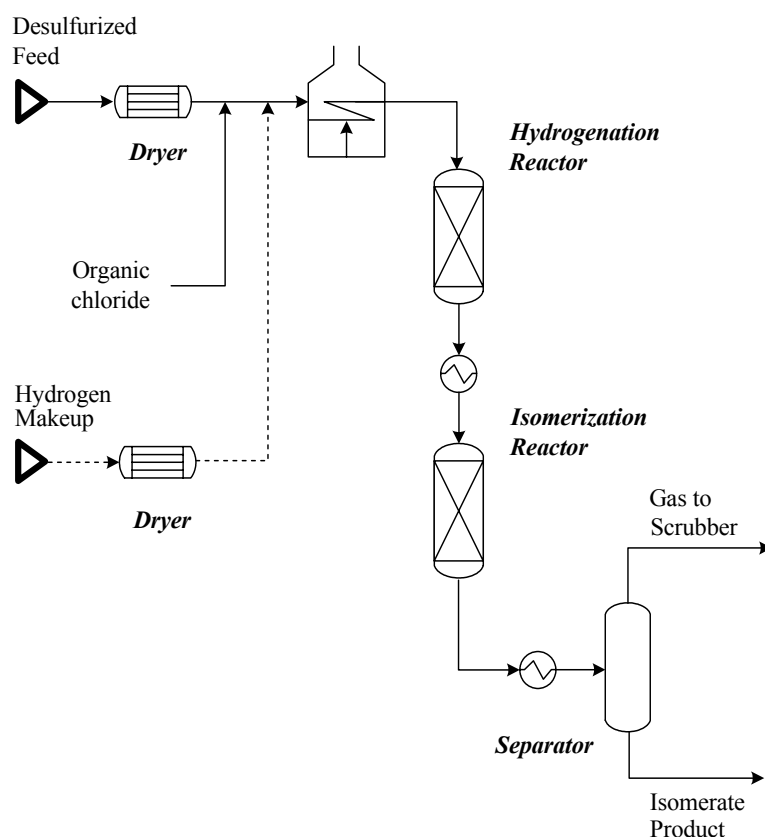 Desulfurized
Feed
Dryer
Hydrogenation
Reactor
Organic
chloride
Hydrogen
Makeup
Dryer
Isomerization
Reactor
Gas to
Scrubber
Separator
Isomerate
Product